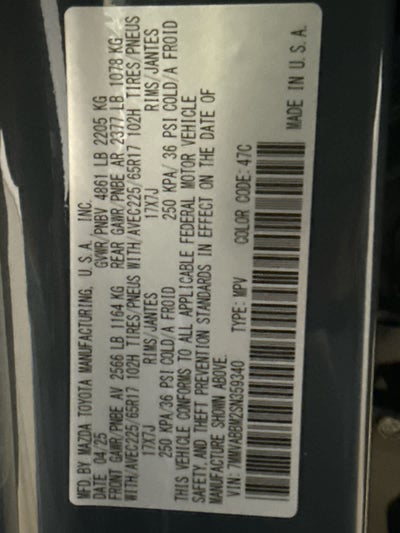 MFD. BY MAZDA TOYOTA MANUFACTURING, U.S.A., INC.
DATE 04/25 GVWR/PNBV 4861 LB 2205 KG
FRONT GAWR/PNBE AV 2566 LB 1164 KG REAR GAWR/PNBE AR 2377 LB 1078 KG
WITH/AVEC225/65R17 102H TIRES/PNEUS WITH/AVEC225/65R17 102H TIRES/PNEUS
17X7J RIMS/JANTES 17X7J RIMS/JANTES
250 KPA/36 PSI COLD/A FROID 250 KPA/36 PSI COLD/A FROID
THIS VEHICLE CONFORMS TO ALL APPLICABLE FEDERAL MOTOR VEHICLE
SAFETY, AND THEFT PREVENTION STANDARDS IN EFFECT ON THE DATE OF
MANUFACTURE SHOWN ABOVE.
VIN: 7MMVABBM2SN359340 TYPE: MPV COLOR CODE: 47C
MADE IN U.S.A.